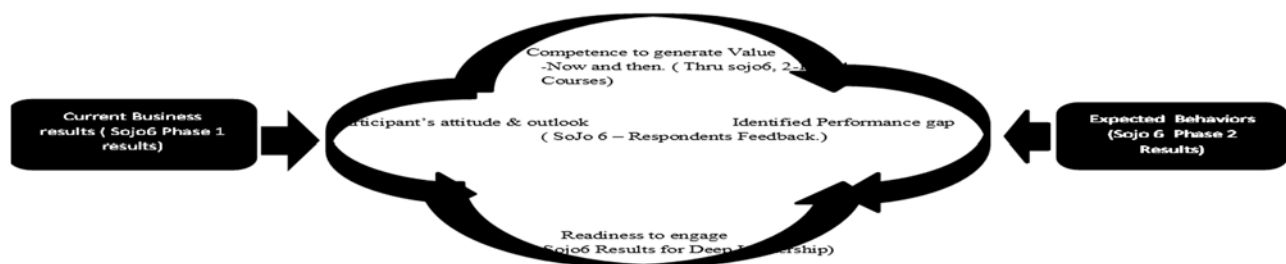 Competence to generate Value
-Now and then. ( Thru sojo6, 2-
Courses)
Current Business
results ( Sojo6 Phase 1
results)
rticipant's attitude & outlook Identified Performance gap
( SoJo 6 – Respondents Feedback.)
Expected Behaviors
(Sojo 6 Phase 2
Results)
Readiness to engage
Sojo6 Results for Deep